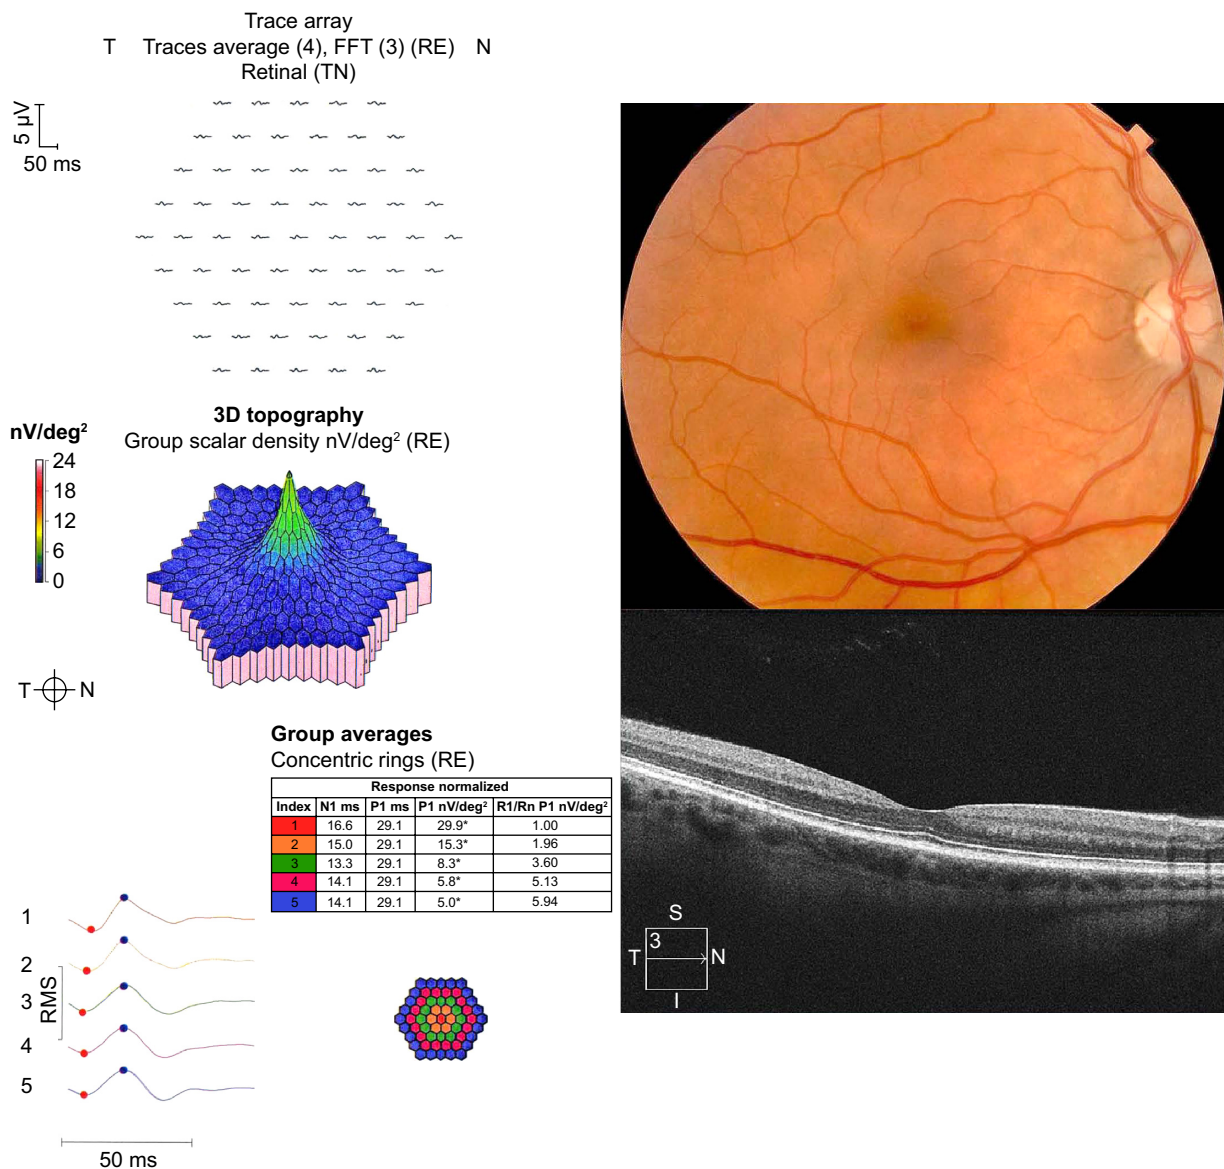 Trace array
T Traces average (4), FFT (3) (RE) N
Retinal (TN)
5 µV
50 ms
3D topography
Group scalar density nV/deg² (RE)
nV/deg²
24
18
12
6
0
T N
Group averages
Concentric rings (RE)
Response normalized
Index N1 ms P1 ms P1 nV/deg² R1/Rn P1 nV/deg²
1 16.6 29.1 29.9* 1.00
2 15.0 29.1 15.3* 1.96
3 13.3 29.1 8.3* 3.60
4 14.1 29.1 5.8* 5.13
5 14.1 29.1 5.0* 5.94
1
2
3
4
5
RMS
50 ms
S
3
T N
I